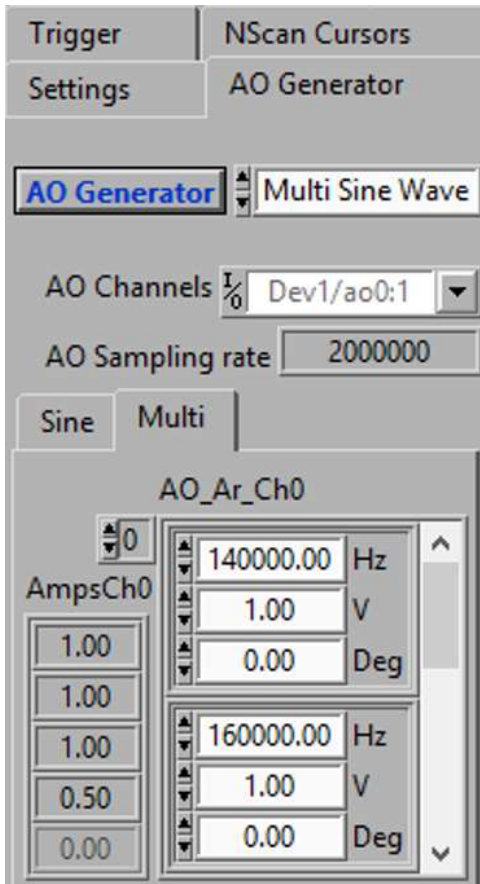 Trigger NScan Cursors
Settings AO Generator
AO Generator Multi Sine Wave
AO Channels I/O Dev1/ao0:1
AO Sampling rate 2000000
Sine Multi
AO_Ar_Ch0
0
140000.00 Hz
AmpsCh0
1.00 V
1.00
0.00 Deg
1.00
1.00
160000.00 Hz
0.50
1.00 V
0.00
0.00 Deg